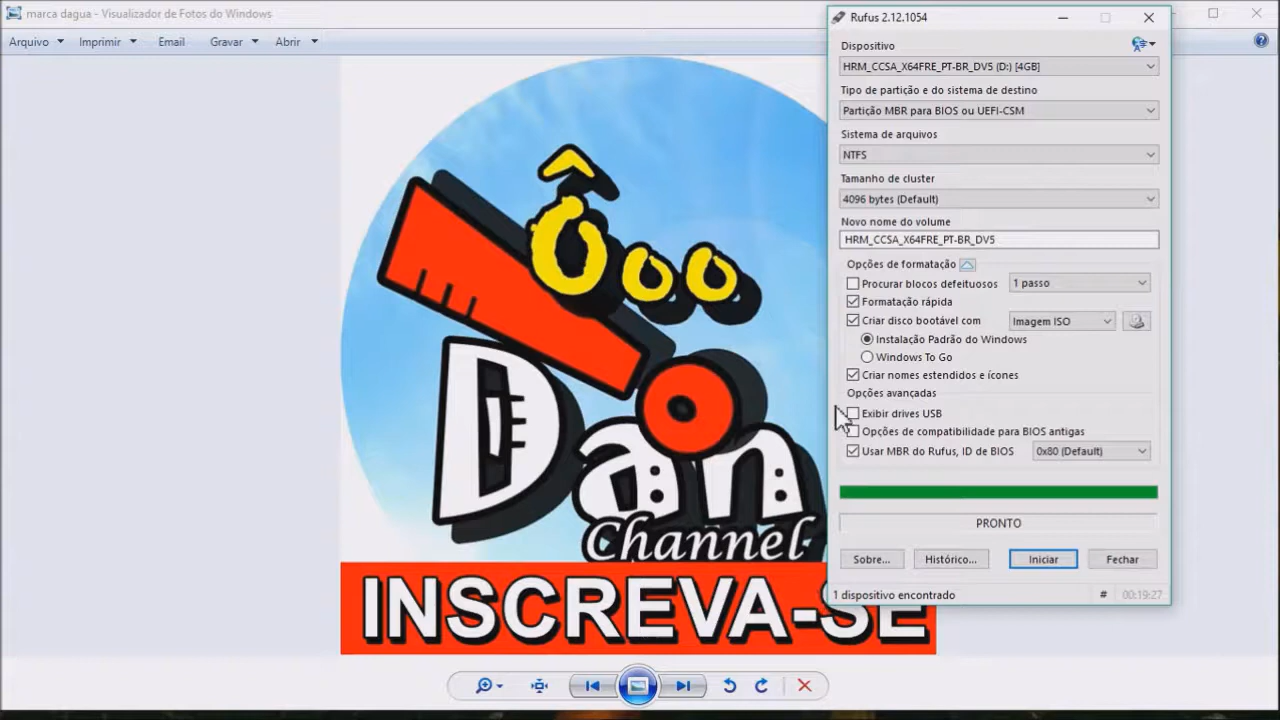 marca dagua - Visualizador de Fotos do Windows
Arquivo Imprimir Email Gravar Abrir
Ôoo
Dan
Channel
INSCREVA-SE
Rufus 2.12.1054
Dispositivo
HRM_CCSA_X64FRE_PT-BR_DV5 (D:) [4GB]
Tipo de partição e do sistema de destino
Partição MBR para BIOS ou UEFI-CSM
Sistema de arquivos
NTFS
Tamanho de cluster
4096 bytes (Default)
Novo nome do volume
HRM_CCSA_X64FRE_PT-BR_DV5
Opções de formatação
Procurar blocos defeituosos 1 passo
Formatação rápida
Criar disco bootável com Imagem ISO
Instalação Padrão do Windows
Windows To Go
Criar nomes estendidos e ícones
Opções avançadas
Exibir drives USB
Opções de compatibilidade para BIOS antigas
Usar MBR do Rufus, ID de BIOS 0x80 (Default)
PRONTO
Sobre... Histórico... Iniciar Fechar
1 dispositivo encontrado # 00:19:27